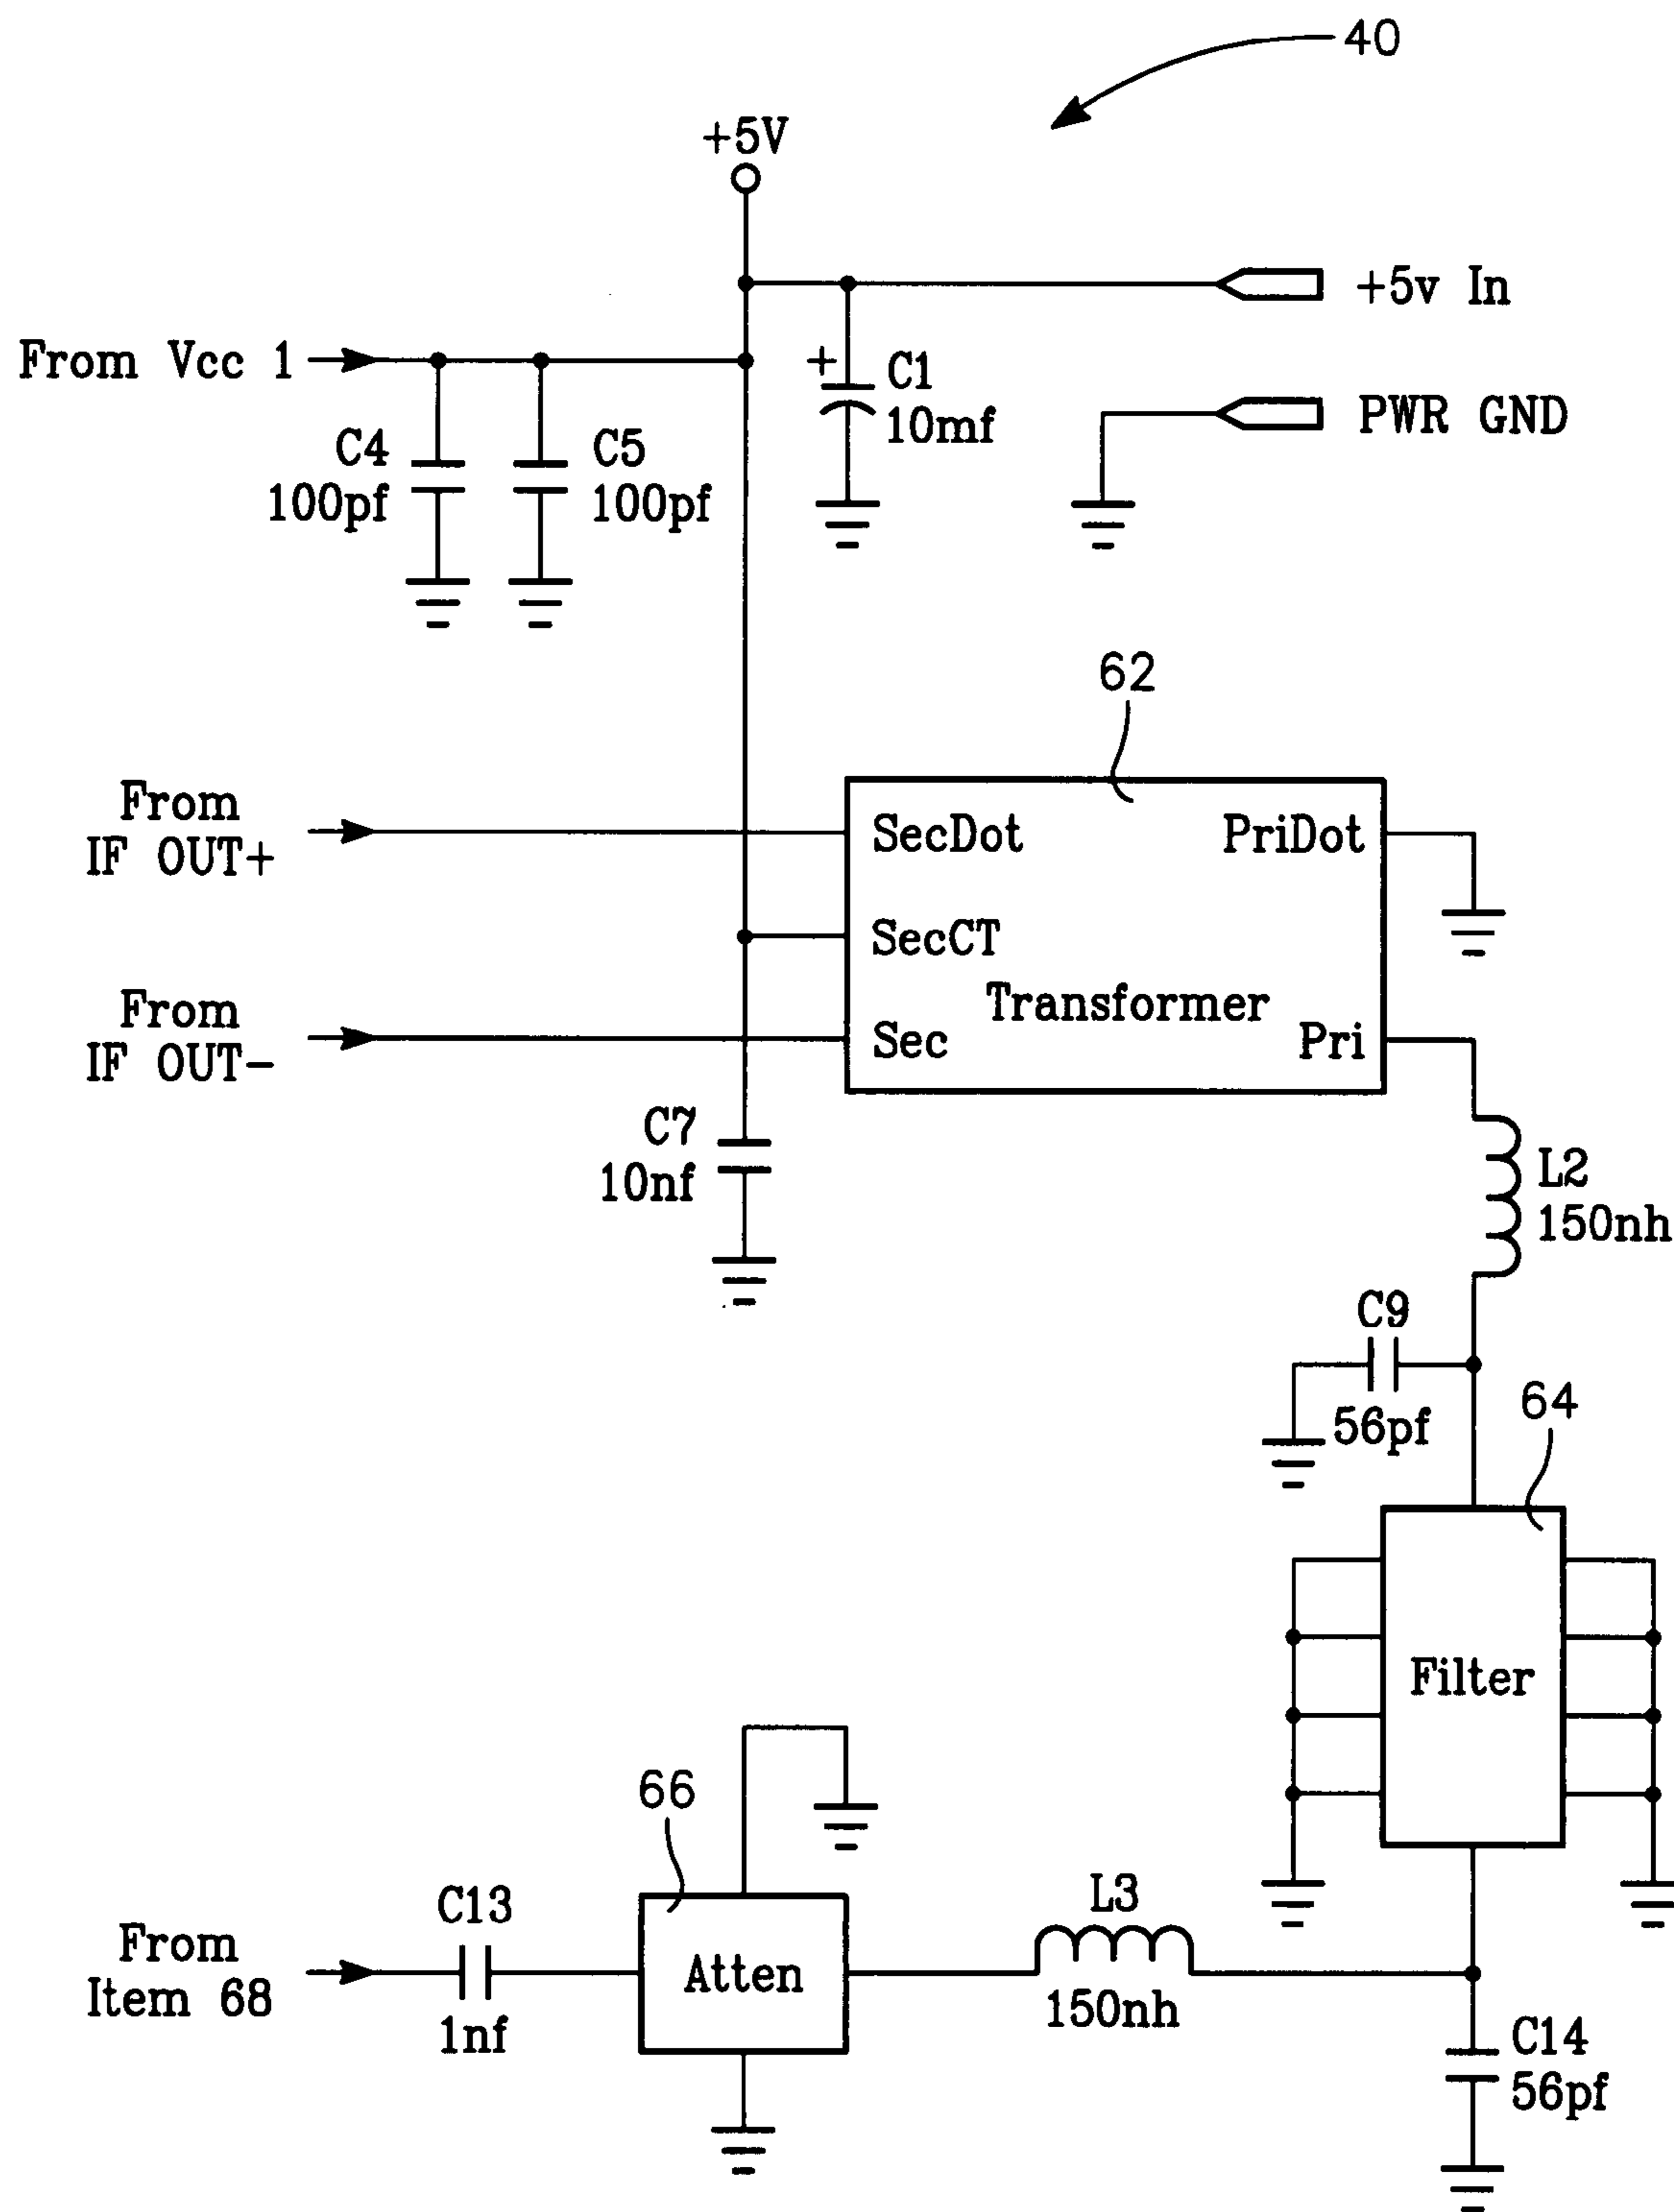 40
+5V
+5v In
From Vcc 1
+
C1
10mf
PWR GND
C4
100pf
C5
100pf
62
From
IF OUT+
SecDot
PriDot
SecCT
Transformer
From
IF OUT-
Sec
Pri
C7
10nf
L2
150nh
C9
56pf
64
Filter
66
From
Item 68
C13
1nf
Atten
L3
150nh
C14
56pf